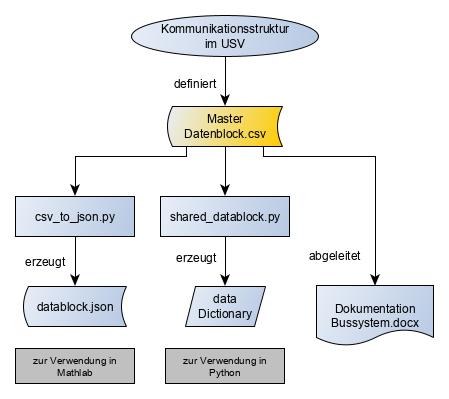 Kommunikationsstruktur
im USV
definiert
Master
Datenblock.csv
csv_to_json.py
shared_datablock.py
erzeugt
erzeugt
abgeleitet
datablock.json
data
Dictionary
Dokumentation
Bussystem.docx
zur Verwendung in
Mathlab
zur Verwendung in
Python